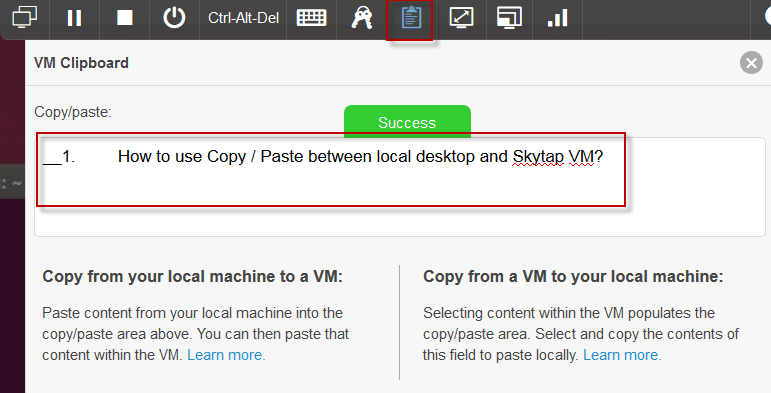 Ctrl-Alt-Del
VM Clipboard
Copy/paste:
Success
__1. How to use Copy / Paste between local desktop and Skytap VM?
: ~
Copy from your local machine to a VM:
Paste content from your local machine into the
copy/paste area above. You can then paste that
content within the VM. Learn more.
Copy from a VM to your local machine:
Selecting content within the VM populates the
copy/paste area. Select and copy the contents of
this field to paste locally. Learn more.